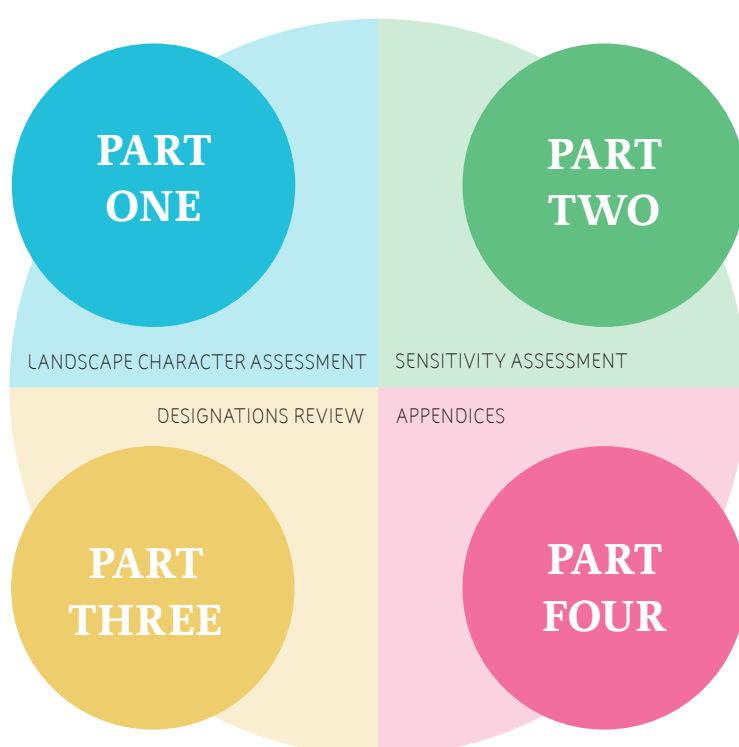 PART
ONE
PART
TWO
LANDSCAPE CHARACTER ASSESSMENT
SENSITIVITY ASSESSMENT
DESIGNATIONS REVIEW
APPENDICES
PART
THREE
PART
FOUR